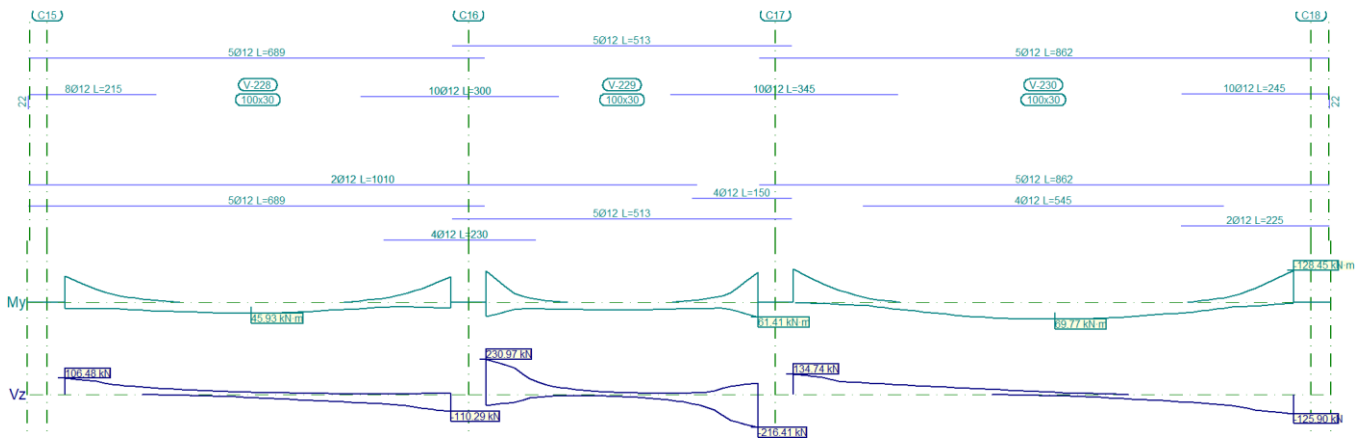 C15
C16
C17
C18
5Ø12 L=513
5Ø12 L=689
5Ø12 L=862
8Ø12 L=215
V-228
100x30
10Ø12 L=300
V-229
100x30
10Ø12 L=345
V-230
100x30
10Ø12 L=245
22
22
2Ø12 L=1010
5Ø12 L=862
4Ø12 L=150
5Ø12 L=689
4Ø12 L=545
5Ø12 L=513
2Ø12 L=225
4Ø12 L=230
-128.45 kN·m
My
45.93 kN·m
61.41 kN·m
69.77 kN·m
230.97 kN
106.48 kN
134.74 kN
Vz
-110.29 kN
-125.90 kN
-216.41 kN